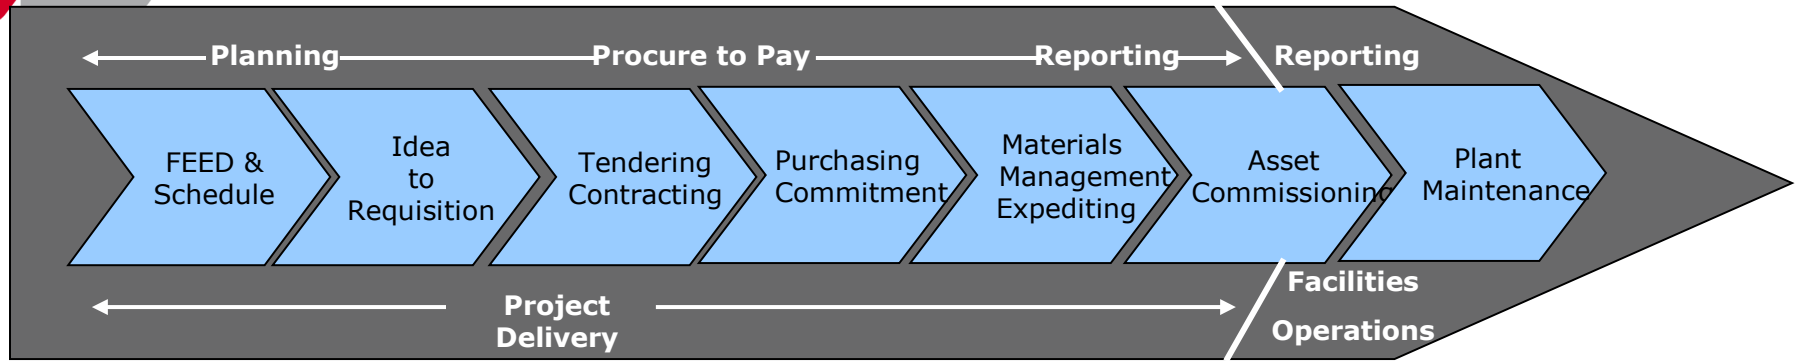 Planning Procure to Pay Reporting Reporting
FEED &
Schedule
Idea
to
Requisition
Tendering
Contracting
Purchasing
Commitment
Materials
Management
Expediting
Asset
Commissioning
Plant
Maintenance
Project
Delivery
Facilities
Operations